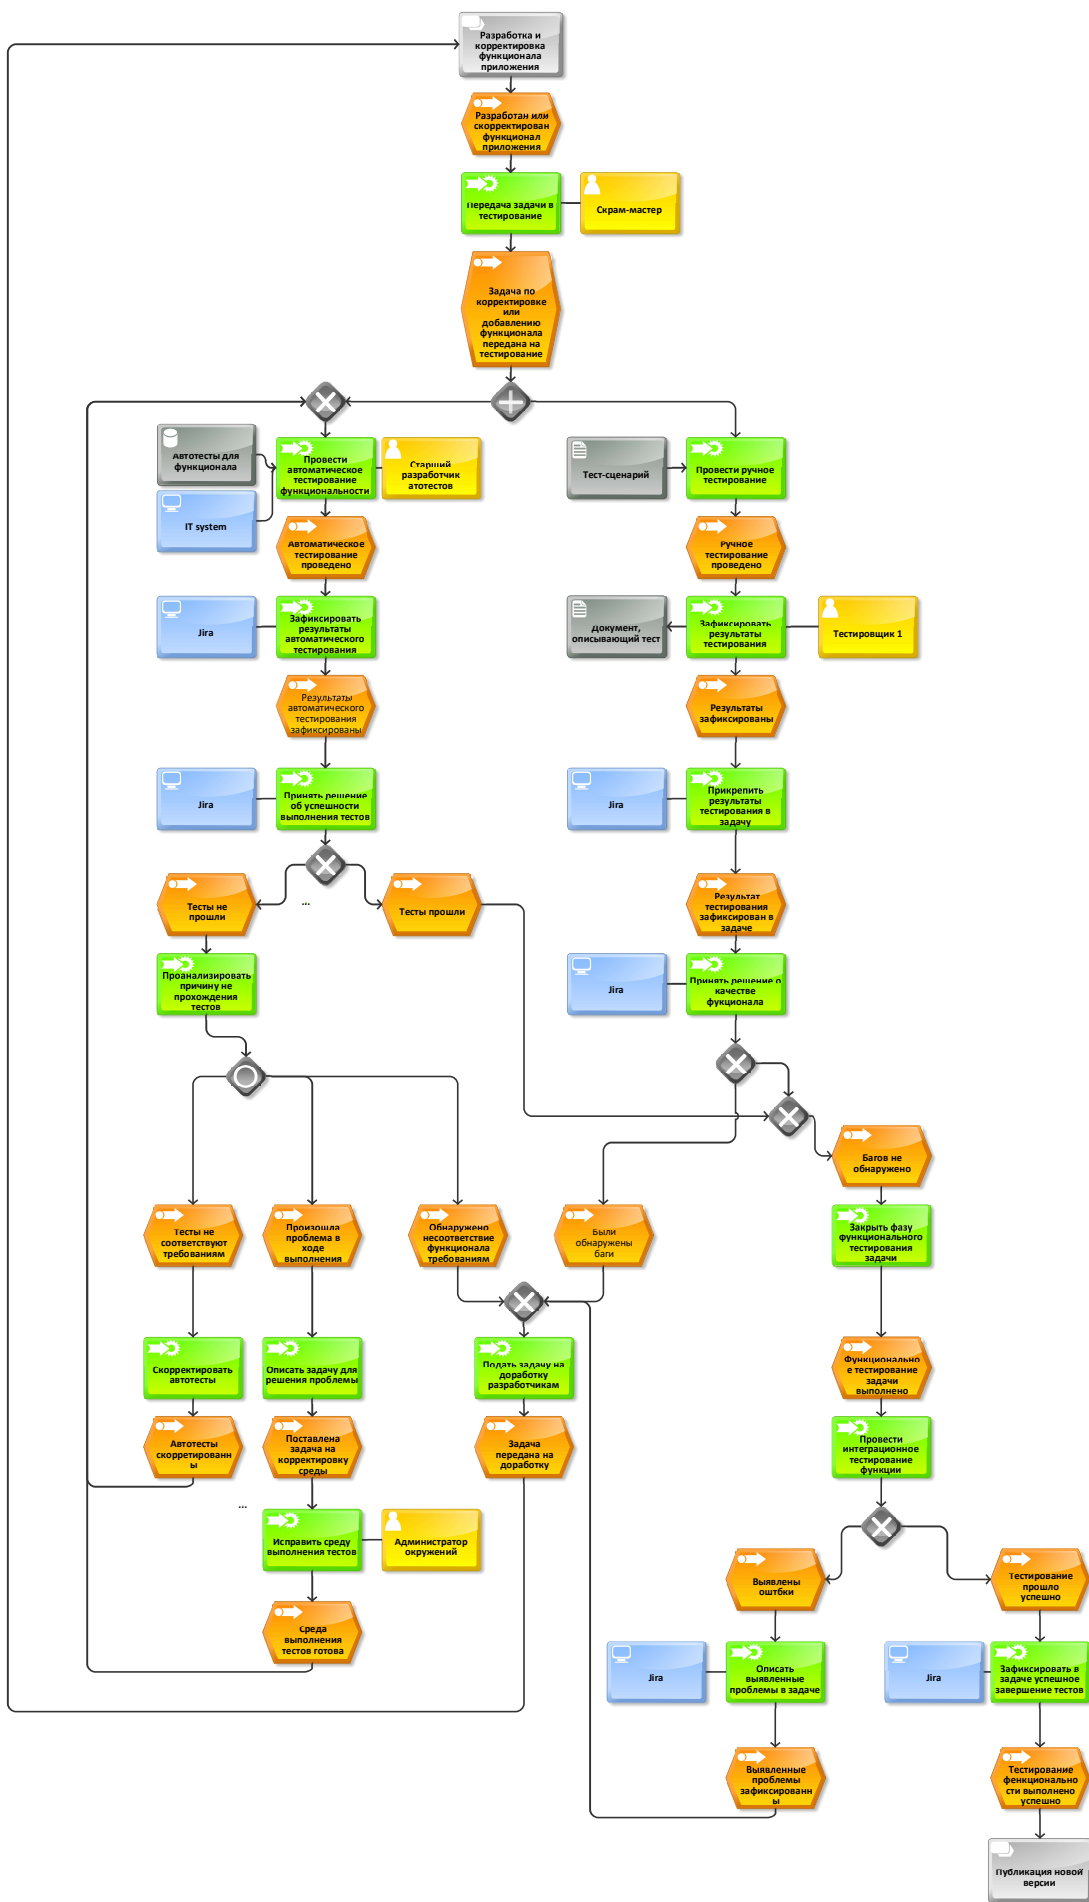 Разработка и
корректировка
функционала
приложения
Разработан или
скорректирован
функционал
приложения
Передача задачи в
тестирование
Скрам-мастер
Задача по
корректировке
или
добавлению
функционала
передана на
тестирование
Автотесты для
функционала
Провести
автоматическое
тестирование
функциональности
Старший
разработчик
атотестов
Тест-сценарий
Провести ручное
тестирование
IT system
Автоматическое
тестирование
проведено
Ручное
тестирование
проведено
Jira
Зафиксировать
результаты
автоматического
тестирования
Документ,
описывающий тест
Зафиксировать
результаты
тестирования
Тестировщик 1
Результаты
автоматического
тестирования
зафиксированы
Результаты
зафиксированы
Jira
Принять решение
об успешности
выполнения тестов
Jira
Прикрепить
результаты
тестирования в
задачу
Тесты не
прошли
...
Тесты прошли
Результат
тестирования
зафиксирован в
задаче
Проанализировать
причину не
прохождения
тестов
Jira
Принять решение о
качестве
фукционала
Багов не
обнаружено
Тесты не
соответствуют
требованиям
Произошла
проблема в
ходе
выполнения
Обнаружено
несоответствие
функционала
требованиям
Были
обнаружены
баги
Закрыть фазу
функционального
тестирования
задачи
Скорректировать
автотесты
Описать задачу для
решения проблемы
Подать задачу на
доработку
разработчикам
Функционально
е тестирование
задачи
выполнено
Автотесты
скорретированн
ы
Поставлена
задача на
корректировку
среды
Задача
передана на
доработку
Провести
интеграционное
тестирование
функции
...
Исправить среду
выполнения тестов
Администратор
окружений
Выявлены
оштбки
Тестирование
прошло
успешно
Среда
выполнения
тестов готова
Jira
Описать
выявленные
проблемы в задаче
Jira
Зафиксировать в
задаче успешное
завершение тестов
Выявленные
проблемы
зафиксированн
ы
Тестирование
фенкционально
сти выполнено
успешно
Публикация новой
версии